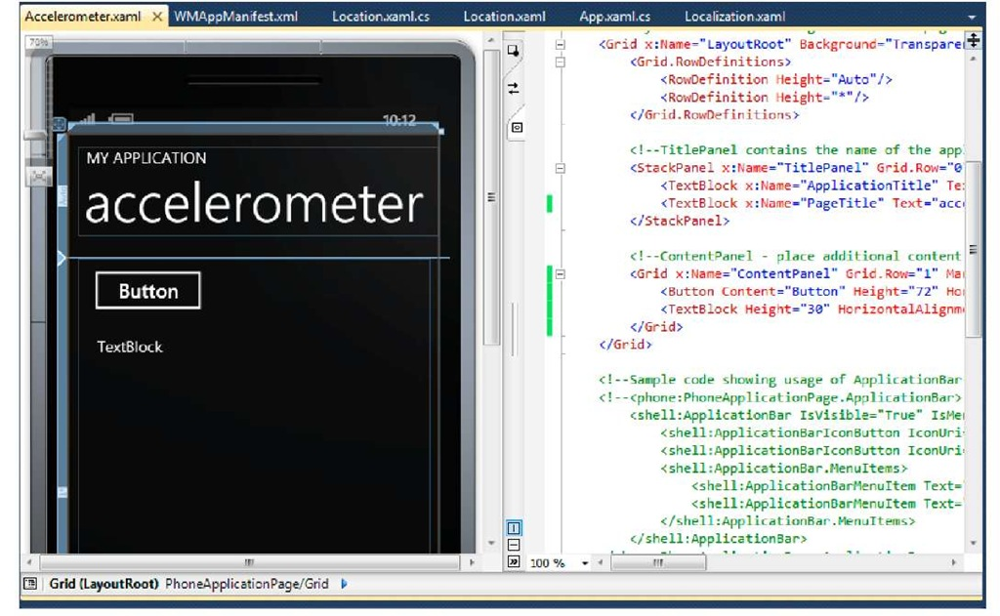 Accelerometer.xaml X WMAppManifest.xml Location.xaml.cs Location.xaml App.xaml.cs Localization.xaml
70%
10:12
MY APPLICATION
accelerometer
Button
TextBlock
<Grid x:Name="LayoutRoot" Background="Transpare
<Grid.RowDefinitions>
<RowDefinition Height="Auto"/>
<RowDefinition Height="*"/>
</Grid.RowDefinitions>
<!--TitlePanel contains the name of the app
<StackPanel x:Name="TitlePanel" Grid.Row="0
<TextBlock x:Name="ApplicationTitle" Te
<TextBlock x:Name="PageTitle" Text="acc
</StackPanel>
<!--ContentPanel - place additional content
<Grid x:Name="ContentPanel" Grid.Row="1" Ma
<Button Content="Button" Height="72" Ho
<TextBlock Height="30" HorizontalAlignm
</Grid>
</Grid>
<!--Sample code showing usage of ApplicationBar
<!--<phone:PhoneApplicationPage.ApplicationBar>
<shell:ApplicationBar IsVisible="True" IsMe
<shell:ApplicationBarIconButton IconUri
<shell:ApplicationBarIconButton IconUri
<shell:ApplicationBar.MenuItems>
<shell:ApplicationBarMenuItem Text=
<shell:ApplicationBarMenuItem Text=
</shell:ApplicationBar.MenuItems>
</shell:ApplicationBar>
100 %
Grid (LayoutRoot) PhoneApplicationPage/Grid